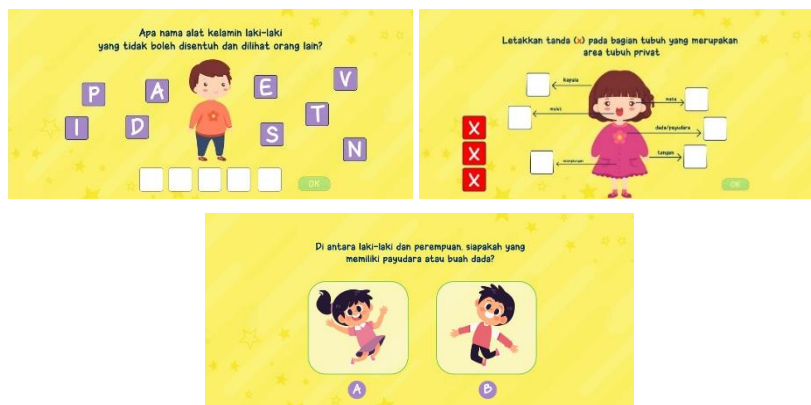 Apa nama alat kelamin laki-laki
yang tidak boleh disentuh dan dilihat orang lain?
P
A
E
V
I
D
S
T
N
OK
Letakkan tanda (x) pada bagian tubuh yang merupakan
area tubuh privat
kepala
mata
mulut
dada/payudara
tangan
X
X
X
OK
Di antara laki-laki dan perempuan, siapakah yang
memiliki payudara atau buah dada?
A
B